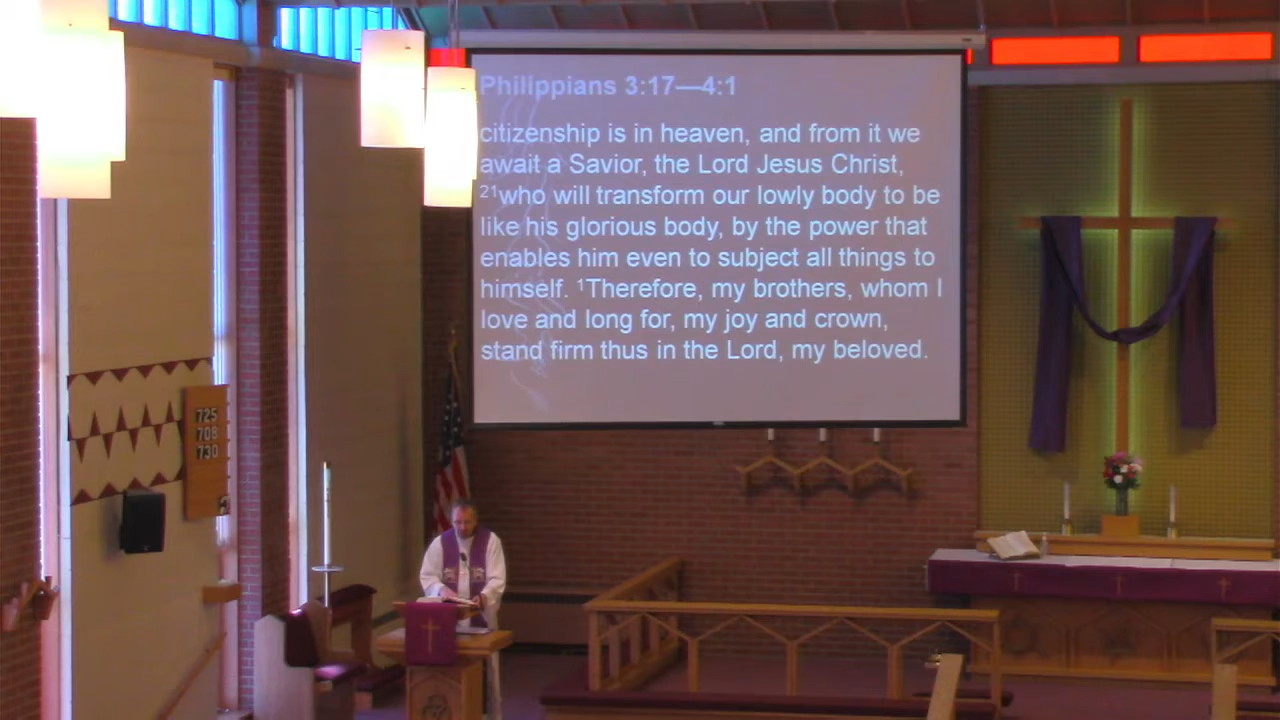 Philippians 3:17—4:1
citizenship is in heaven, and from it we
await a Savior, the Lord Jesus Christ,
21who will transform our lowly body to be
like his glorious body, by the power that
enables him even to subject all things to
himself. 1Therefore, my brothers, whom I
love and long for, my joy and crown,
stand firm thus in the Lord, my beloved.
725
708
730